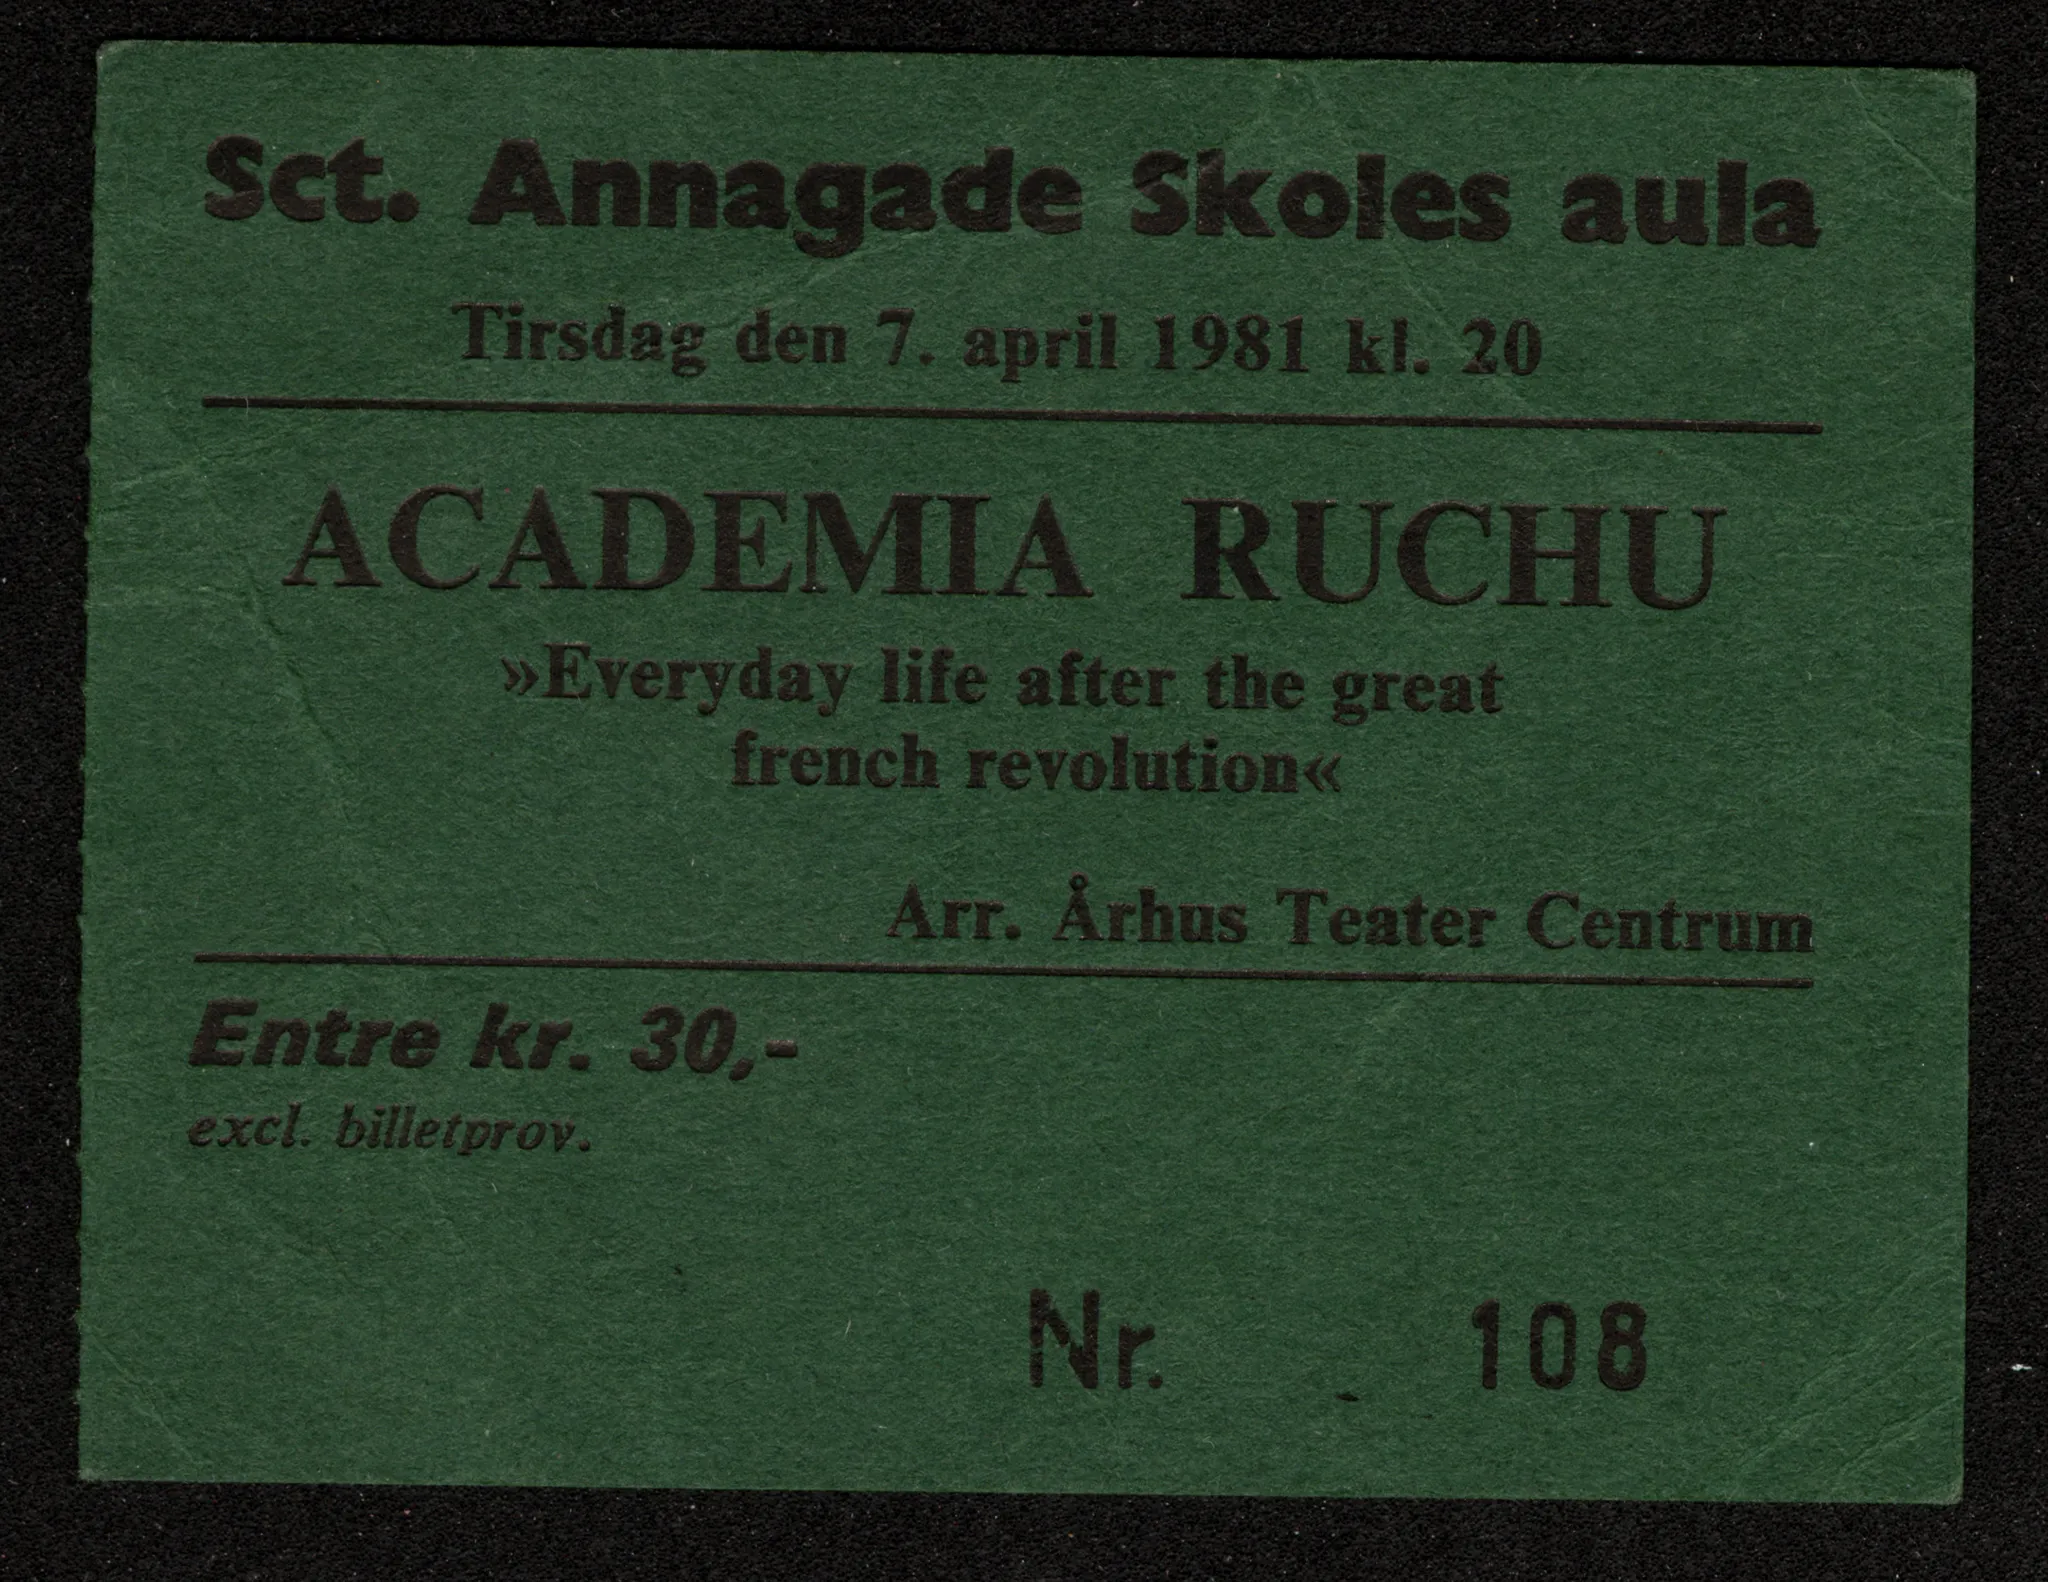 Sct. Annagade Skoles aula
Tirsdag den 7. april 1981 kl. 20
ACADEMIA RUCHU
»Everyday life after the great
french revolution«
Arr. Århus Teater Centrum
Entre kr. 30,-
excl. billetprov.
Nr. 108